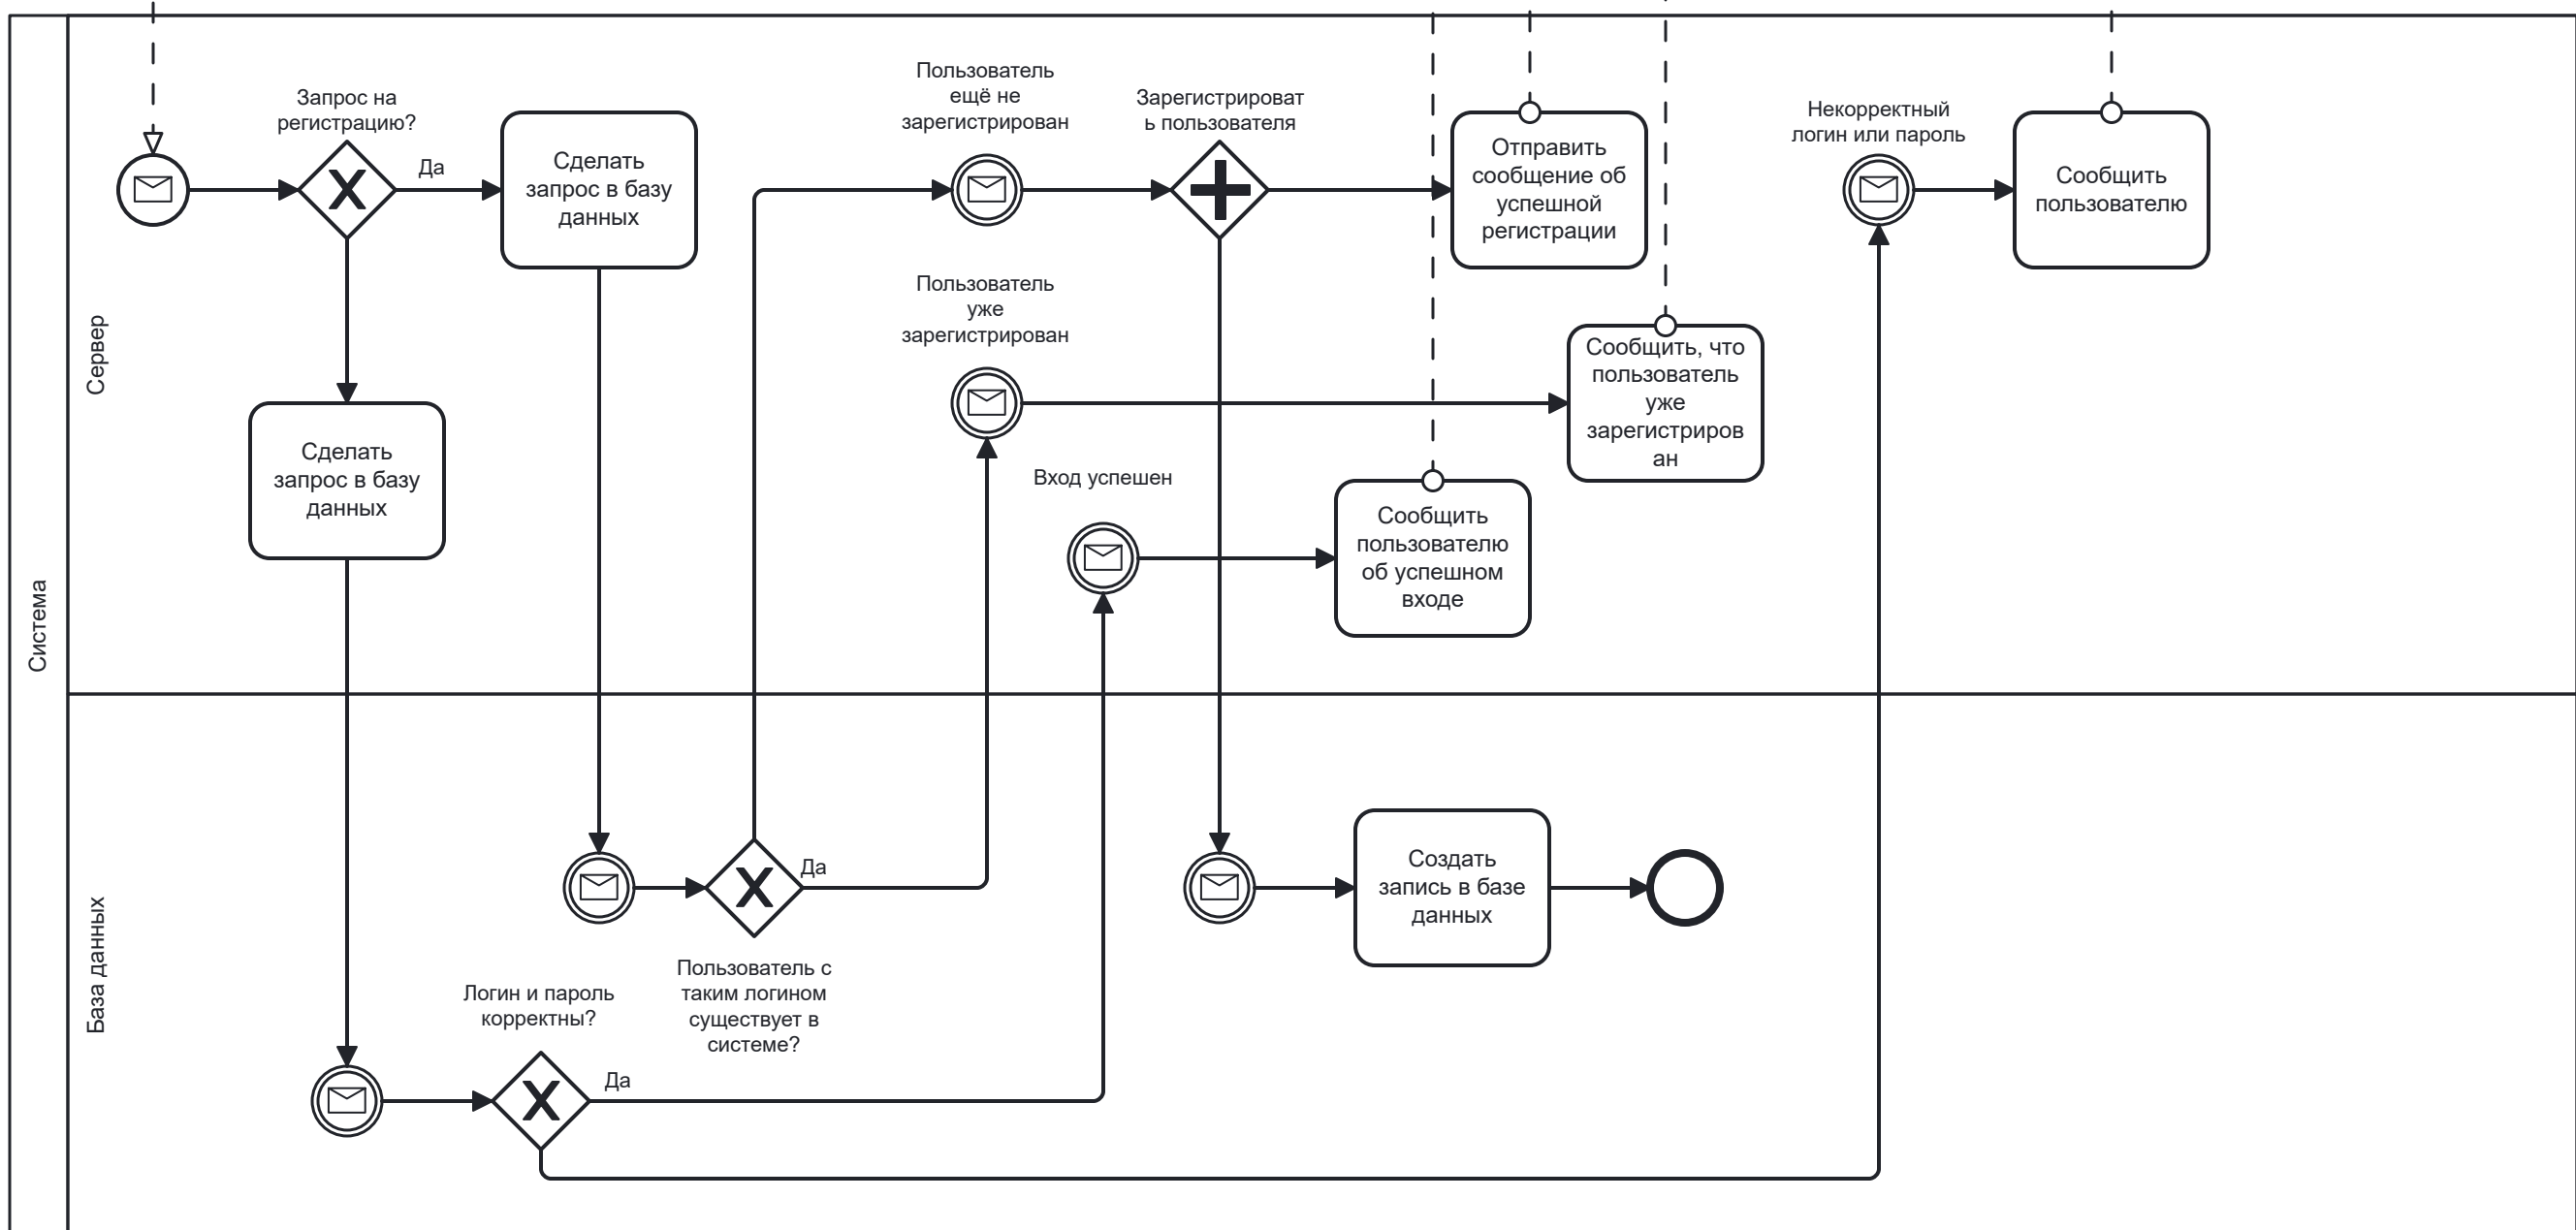 Система
Сервер
Запрос на
регистрацию?
Да
Сделать
запрос в базу
данных
Сделать
запрос в базу
данных
Пользователь
ещё не
зарегистрирован
Зарегистрироват
ь пользователя
Отправить
сообщение об
успешной
регистрации
Некорректный
логин или пароль
Сообщить
пользователю
Пользователь
уже
зарегистрирован
Сообщить, что
пользователь
уже
зарегистриров
ан
Вход успешен
Сообщить
пользователю
об успешном
входе
База данных
Да
Пользователь с
таким логином
существует в
системе?
Создать
запись в базе
данных
Логин и пароль
корректны?
Да